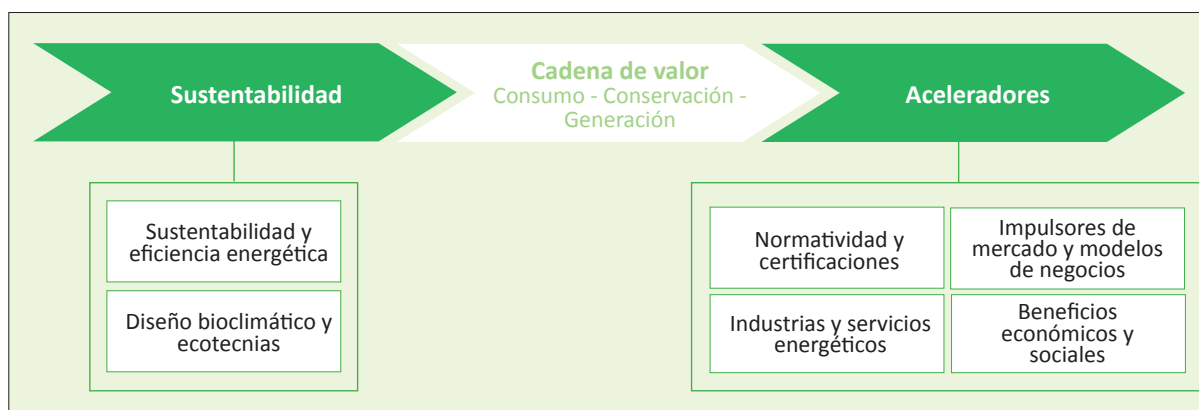 Sustentabilidad
Cadena de valor
Consumo - Conservación -
Generación
Aceleradores
Sustentabilidad y
eficiencia energética
Diseño bioclimático y
ecotecnias
Normatividad y
certificaciones
Impulsores de
mercado y modelos
de negocios
Industrias y servicios
energéticos
Beneficios
económicos y
sociales